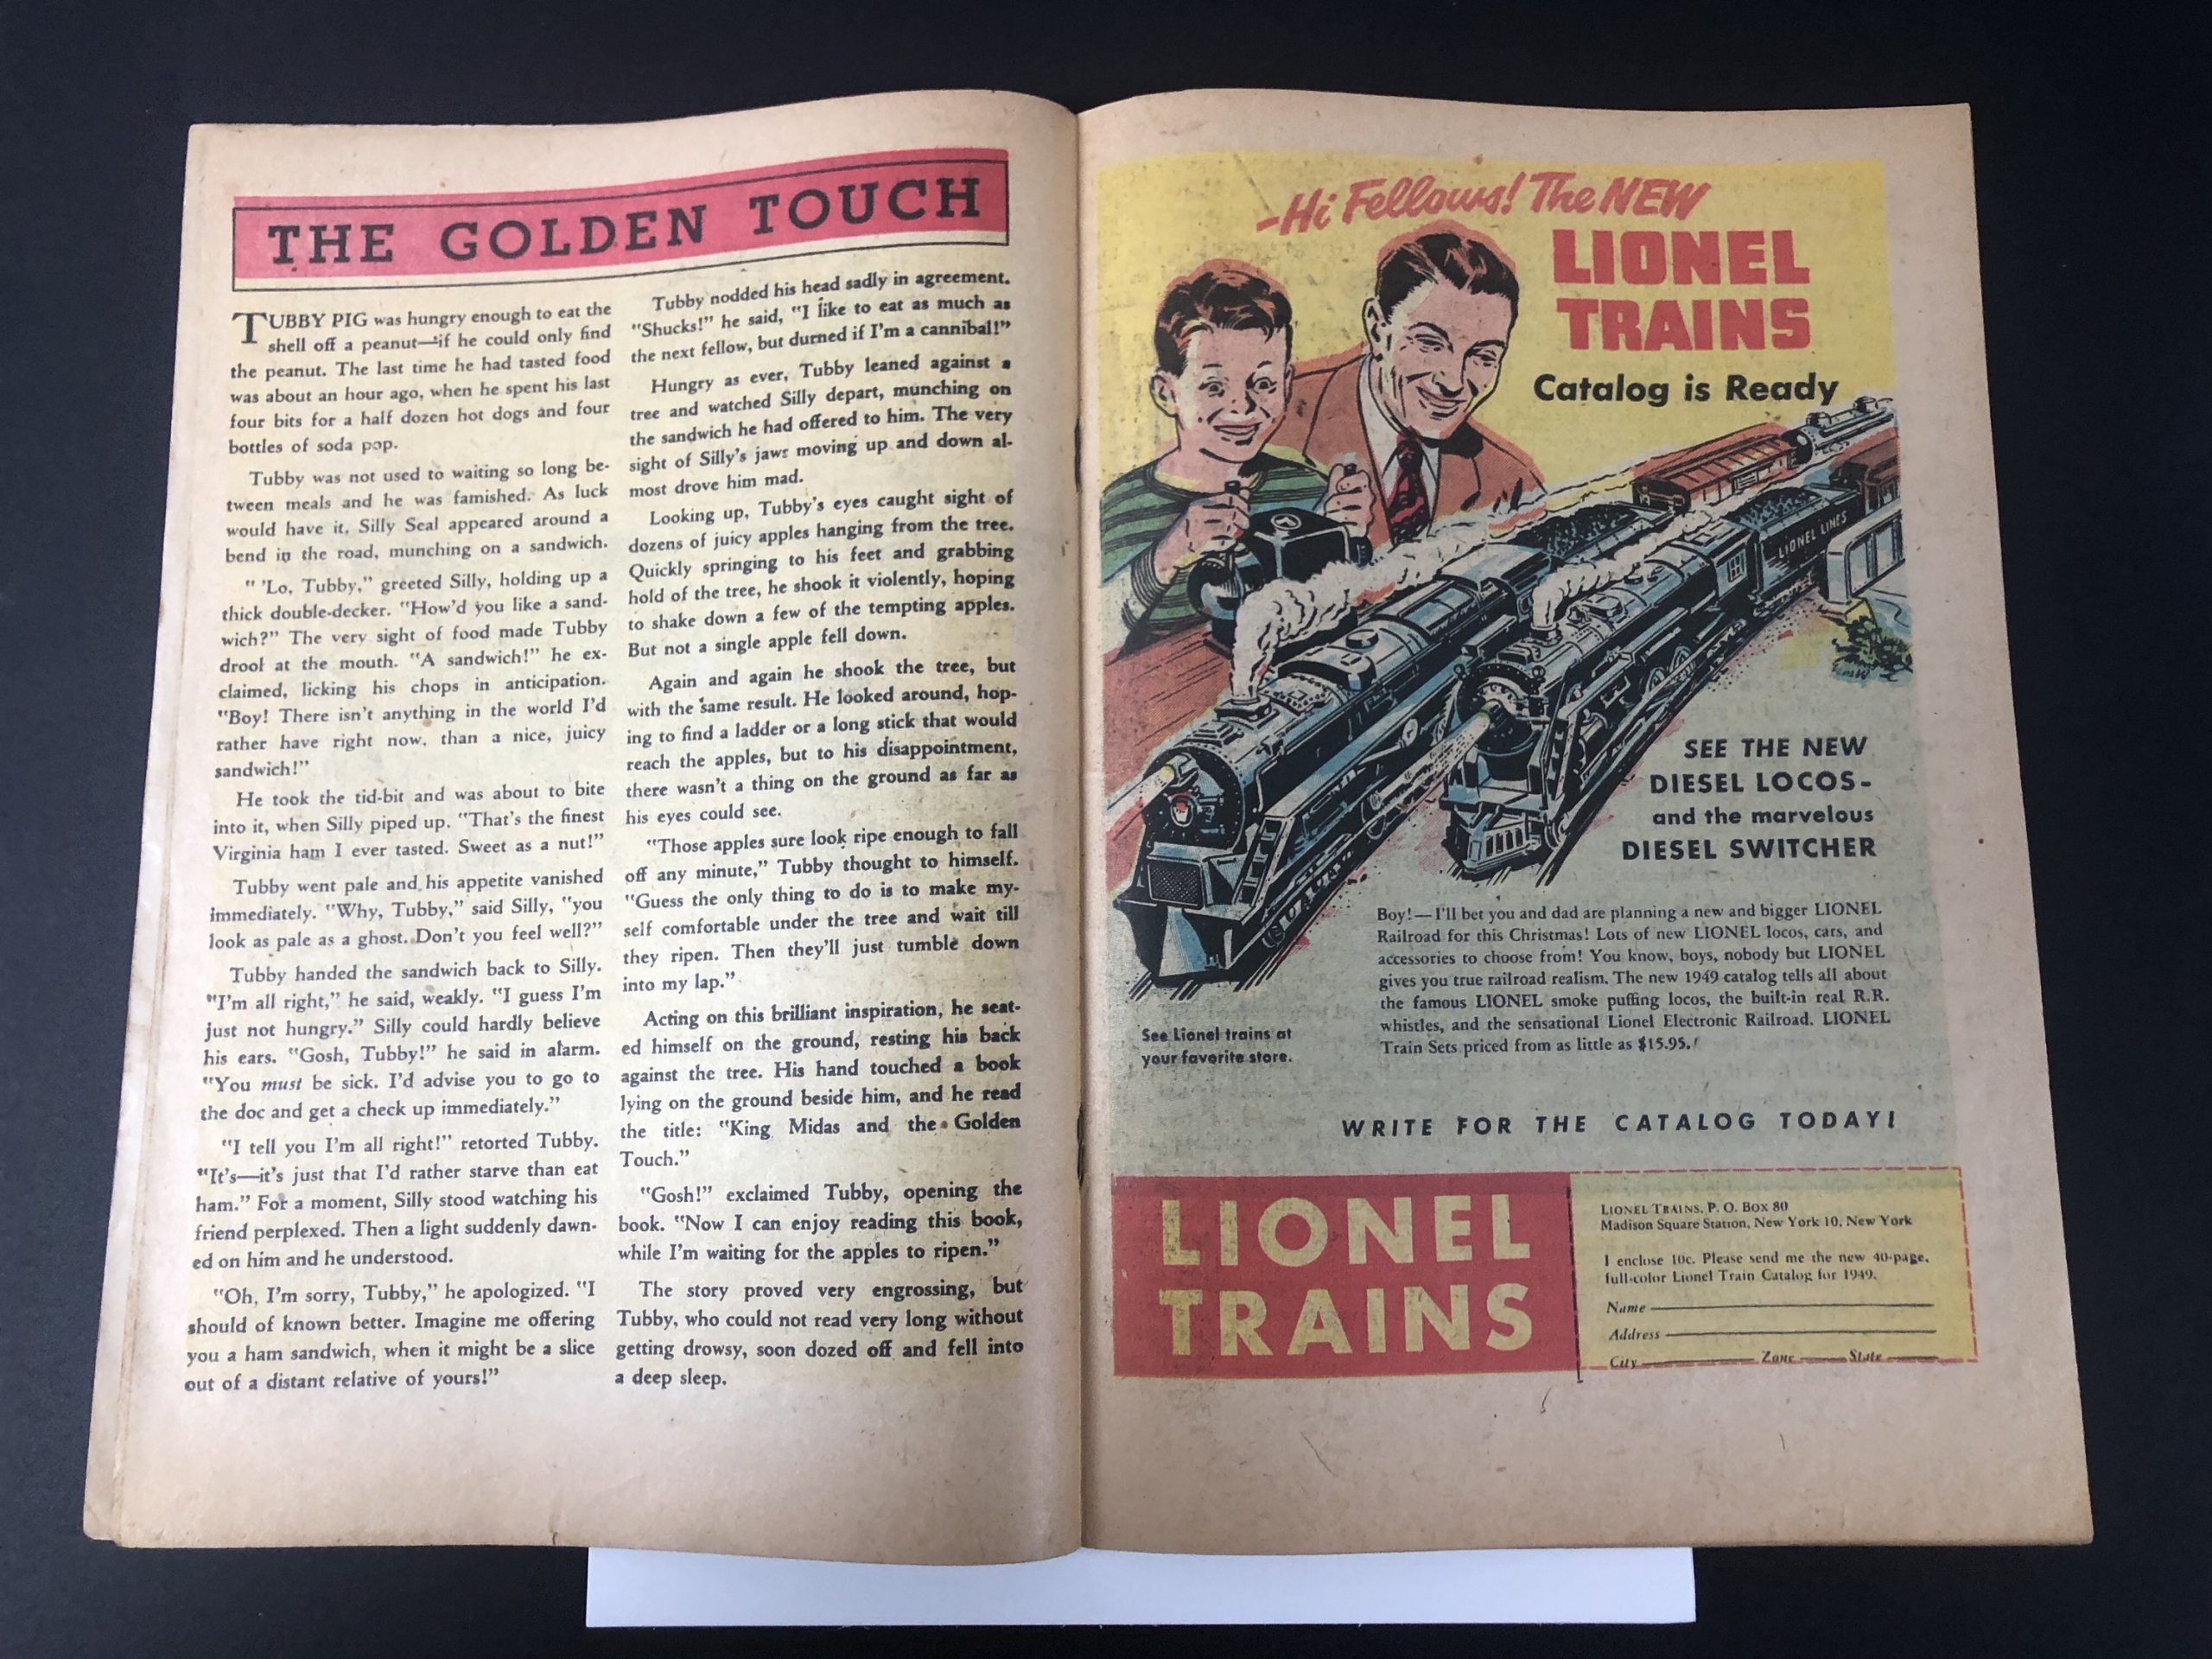 THE GOLDEN TOUCH
TUBBY PIG was hungry enough to eat the
shell off a peanut—if he could only find
the peanut. The last time he had tasted food
was about an hour ago, when he spent his last
four bits for a half dozen hot dogs and four
bottles of soda pop.
Tubby was not used to waiting so long be-
tween meals and he was famished. As luck
would have it, Silly Seal appeared around a
bend in the road, munching on a sandwich.
" 'Lo, Tubby," greeted Silly, holding up a
thick double-decker. "How'd you like a sand-
wich?" The very sight of food made Tubby
drool at the mouth. "A sandwich!" he ex-
claimed, licking his chops in anticipation.
"Boy! There isn't anything in the world I'd
rather have right now, than a nice, juicy
sandwich!"
He took the tid-bit and was about to bite
into it, when Silly piped up. "That's the finest
Virginia ham I ever tasted. Sweet as a nut!"
Tubby went pale and his appetite vanished
immediately. "Why, Tubby," said Silly, "you
look as pale as a ghost. Don't you feel well?"
Tubby handed the sandwich back to Silly.
"I'm all right," he said, weakly. "I guess I'm
just not hungry." Silly could hardly believe
his ears. "Gosh, Tubby!" he said in alarm.
"You must be sick. I'd advise you to go to
the doc and get a check up immediately."
"I tell you I'm all right!" retorted Tubby.
"It's—it's just that I'd rather starve than eat
ham." For a moment, Silly stood watching his
friend perplexed. Then a light suddenly dawn-
ed on him and he understood.
"Oh, I'm sorry, Tubby," he apologized. "I
should of known better. Imagine me offering
you a ham sandwich, when it might be a slice
out of a distant relative of yours!"
Tubby nodded his head sadly in agreement.
"Shucks!" he said, "I like to eat as much as
the next fellow, but durned if I'm a cannibal!"
Hungry as ever, Tubby leaned against a
tree and watched Silly depart, munching on
the sandwich he had offered to him. The very
sight of Silly's jaws moving up and down al-
most drove him mad.
Looking up, Tubby's eyes caught sight of
dozens of juicy apples hanging from the tree.
Quickly springing to his feet and grabbing
hold of the tree, he shook it violently, hoping
to shake down a few of the tempting apples.
But not a single apple fell down.
Again and again he shook the tree, but
with the same result. He looked around, hop-
ing to find a ladder or a long stick that would
reach the apples, but to his disappointment,
there wasn't a thing on the ground as far as
his eyes could see.
"Those apples sure look ripe enough to fall
off any minute," Tubby thought to himself.
"Guess the only thing to do is to make my-
self comfortable under the tree and wait till
they ripen. Then they'll just tumble down
into my lap."
Acting on this brilliant inspiration, he seat-
ed himself on the ground, resting his back
against the tree. His hand touched a book
lying on the ground beside him, and he read
the title: "King Midas and the Golden
Touch."
"Gosh!" exclaimed Tubby, opening the
book. "Now I can enjoy reading this book,
while I'm waiting for the apples to ripen."
The story proved very engrossing, but
Tubby, who could not read very long without
getting drowsy, soon dozed off and fell into
a deep sleep.
-Hi Fellows! The NEW
LIONEL
TRAINS
Catalog is Ready
LIONEL LINES
SEE THE NEW
DIESEL LOCOS-
and the marvelous
DIESEL SWITCHER
Boy!—I'll bet you and dad are planning a new and bigger LIONEL
Railroad for this Christmas! Lots of new LIONEL locos, cars, and
accessories to choose from! You know, boys, nobody but LIONEL
gives you true railroad realism. The new 1949 catalog tells all about
the famous LIONEL smoke puffing locos, the built-in real R.R.
whistles, and the sensational Lionel Electronic Railroad. LIONEL
Train Sets priced from as little as $15.95.
See Lionel trains at
your favorite store.
WRITE FOR THE CATALOG TODAY!
LIONEL
TRAINS
LIONEL TRAINS, P. O. BOX 80
Madison Square Station, New York 10, New York
I enclose 10c. Please send me the new 40-page,
full-color Lionel Train Catalog for 1949.
Name
Address
City Zone State